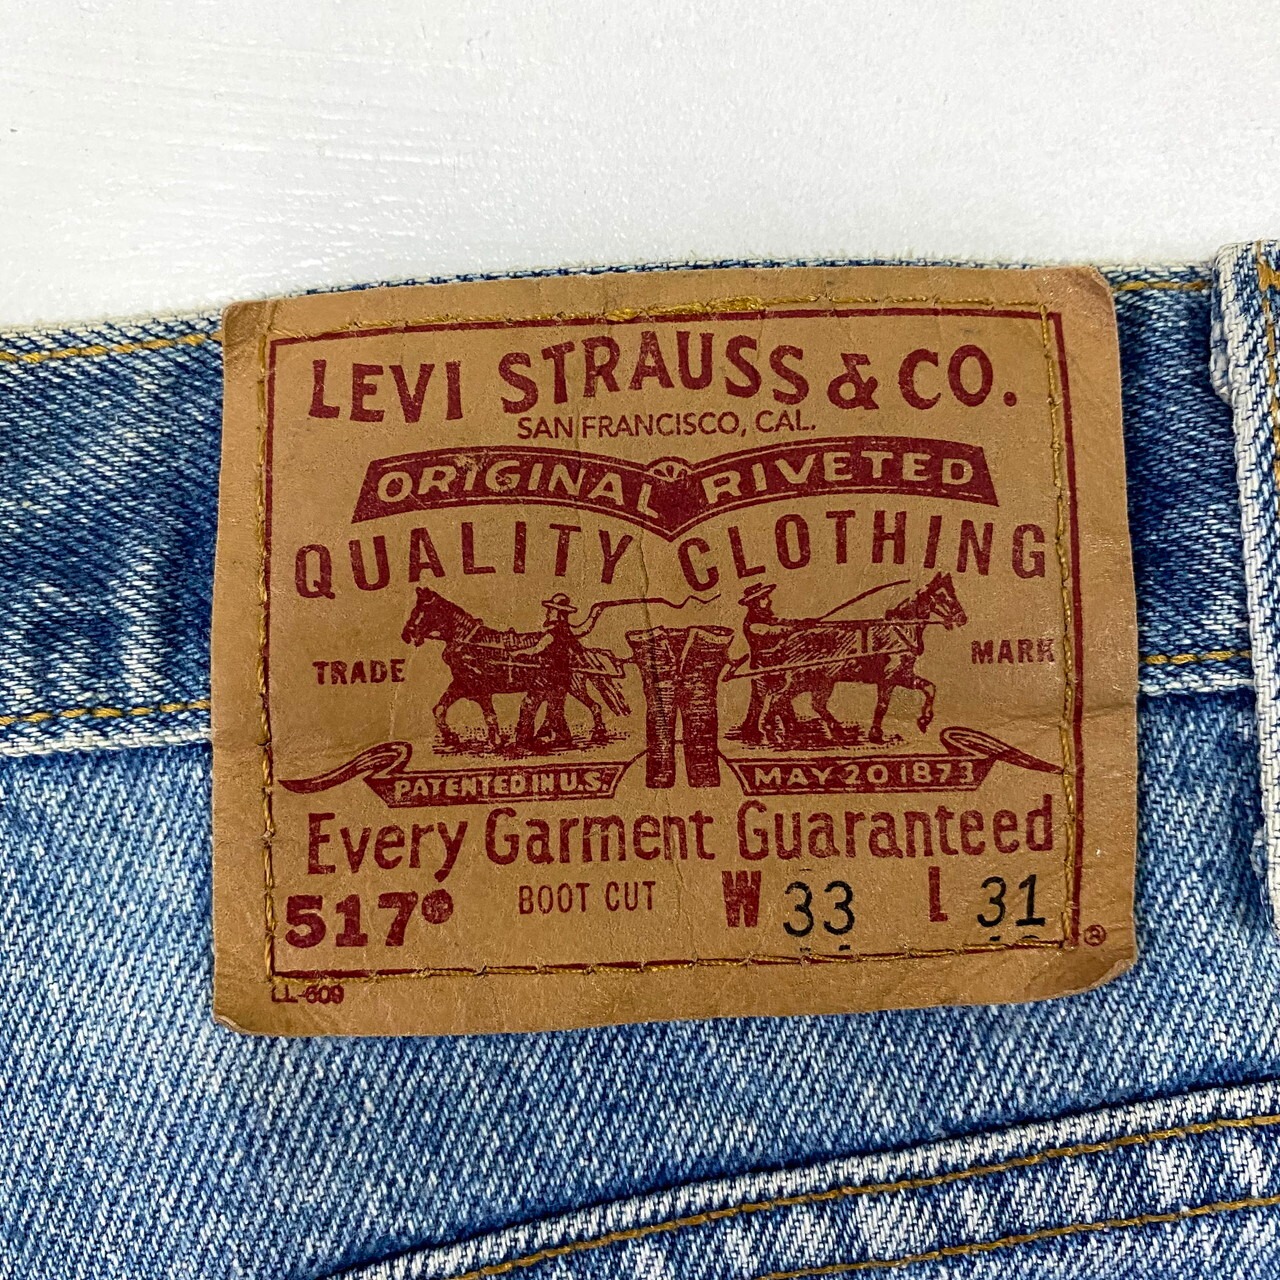 LEVI STRAUSS & CO.
SAN FRANCISCO, CAL.
ORIGINAL RIVETED
QUALITY CLOTHING
TRADE MARK
PATENTED IN U.S. MAY 20 1873
Every Garment Guaranteed
517® BOOT CUT W 33 L 31
®
LL-609